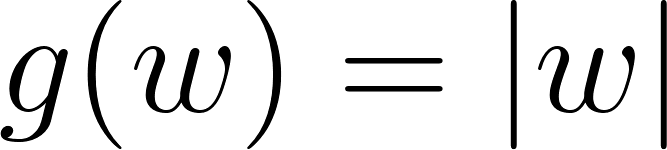 g(w) = |w|